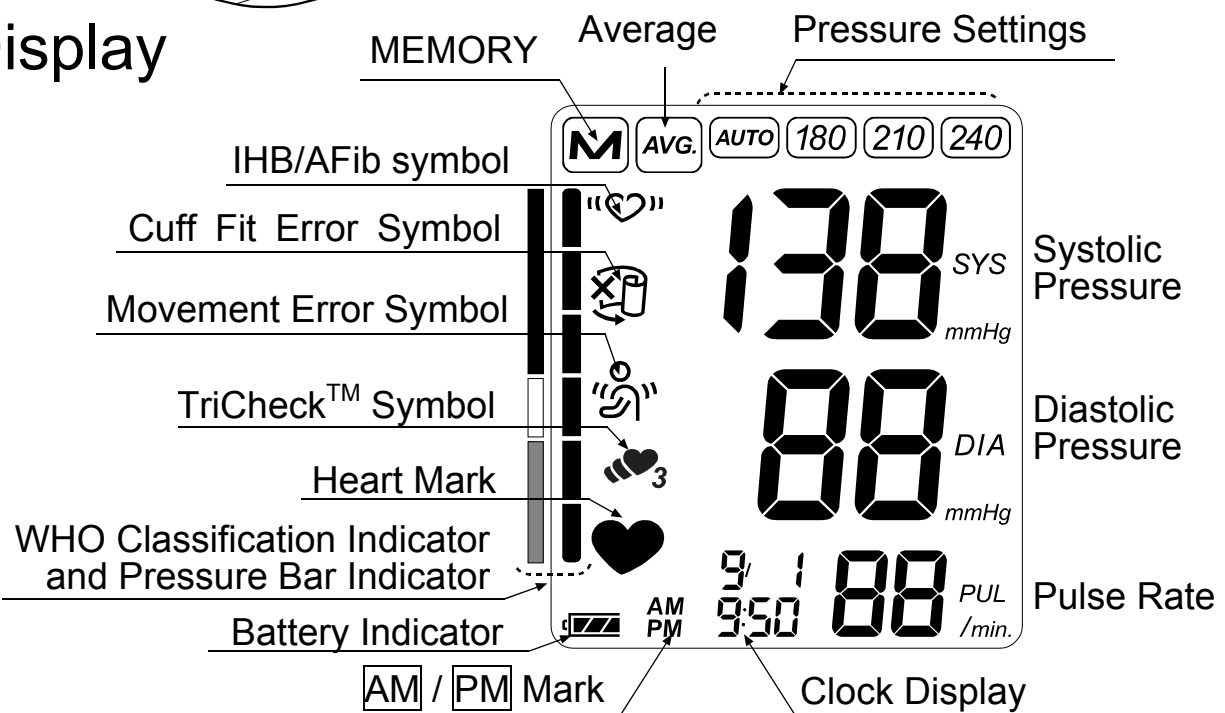 isplay
MEMORY
Average
Pressure Settings
M AVG. AUTO 180 210 240
IHB/AFib symbol
Cuff Fit Error Symbol
Movement Error Symbol
TriCheck™ Symbol
Heart Mark
WHO Classification Indicator
and Pressure Bar Indicator
Battery Indicator
AM / PM Mark
138 SYS
mmHg
Systolic
Pressure
88 DIA
mmHg
Diastolic
Pressure
3
9/ 1
AM
PM
9:50
88 PUL
/min.
Pulse Rate
Clock Display